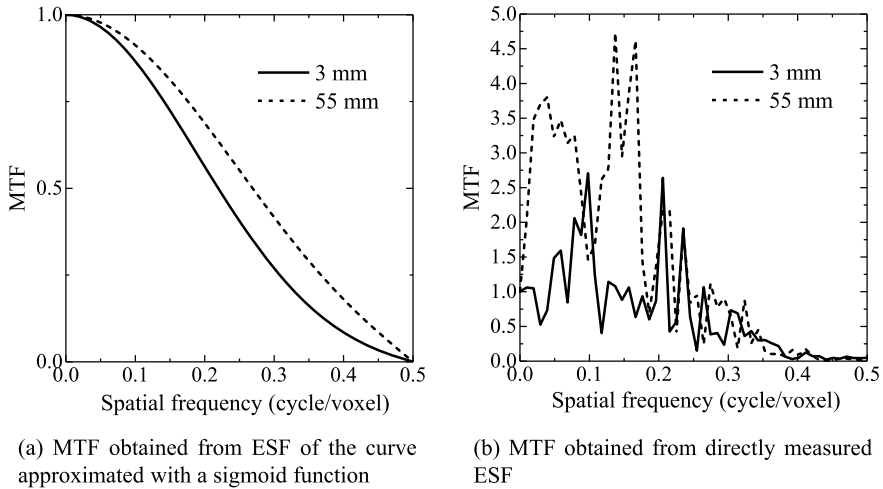 1.0
0.5
0.0
MTF
3 mm
55 mm
0.0 0.1 0.2 0.3 0.4 0.5
Spatial frequency (cycle/voxel)
(a) MTF obtained from ESF of the curve
approximated with a sigmoid function
5.0
4.5
4.0
3.5
3.0
2.5
2.0
1.5
1.0
0.5
0.0
MTF
3 mm
55 mm
0.0 0.1 0.2 0.3 0.4 0.5
Spatial frequency (cycle/voxel)
(b) MTF obtained from directly measured
ESF